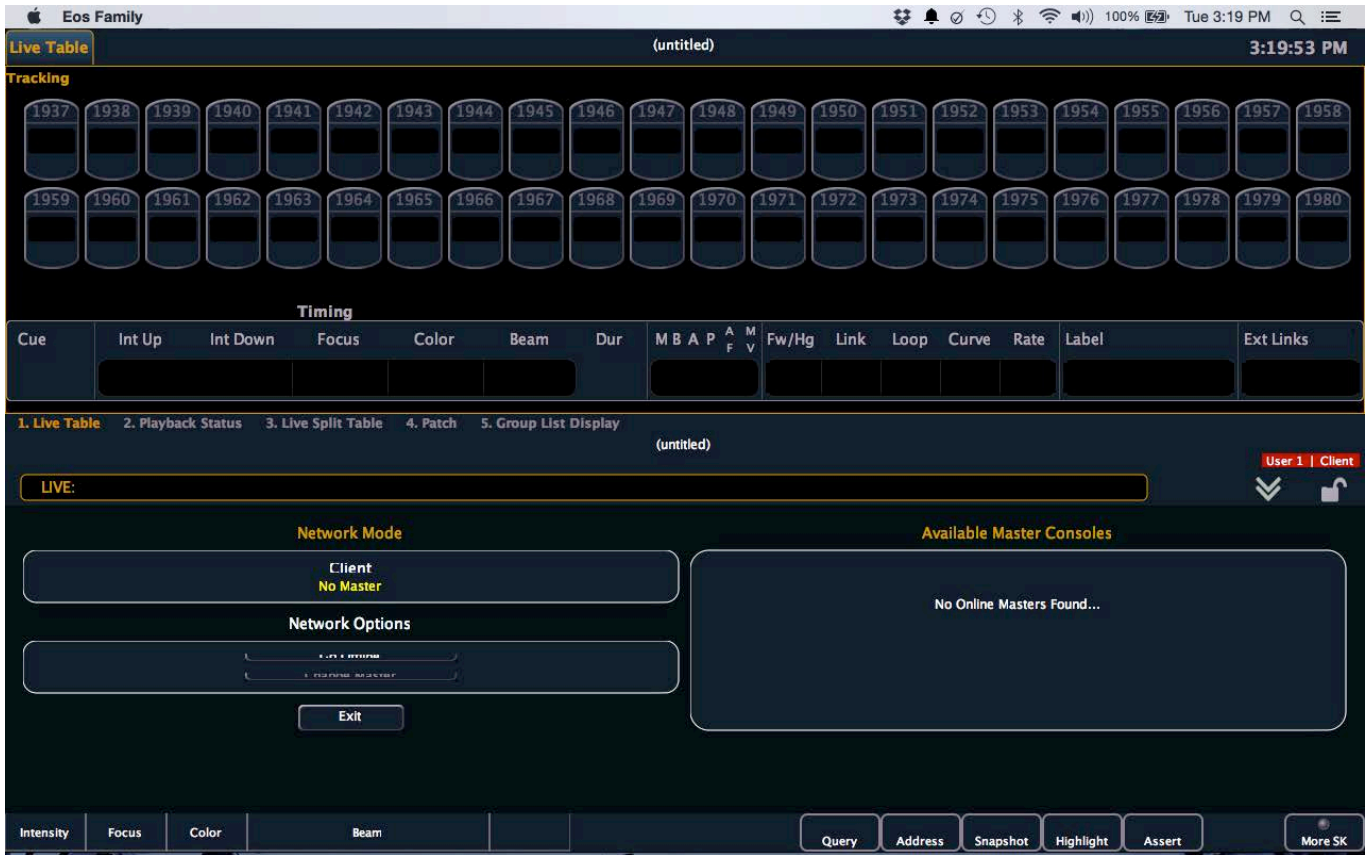 Eos Family 100% Tue 3:19 PM
Live Table (untitled) 3:19:53 PM
Tracking
1937 1938 1939 1940 1941 1942 1943 1944 1945 1946 1947 1948 1949 1950 1951 1952 1953 1954 1955 1956 1957 1958
1959 1960 1961 1962 1963 1964 1965 1966 1967 1968 1969 1970 1971 1972 1973 1974 1975 1976 1977 1978 1979 1980
Timing
Cue Int Up Int Down Focus Color Beam Dur M B A P AF MV Fw/Hg Link Loop Curve Rate Label Ext Links
1. Live Table 2. Playback Status 3. Live Split Table 4. Patch 5. Group List Display
(untitled)
User 1 | Client
LIVE:
Network Mode Available Master Consoles
Client
No Master
No Online Masters Found...
Network Options
Change Master
Exit
Intensity Focus Color Beam Query Address Snapshot Highlight Assert More SK